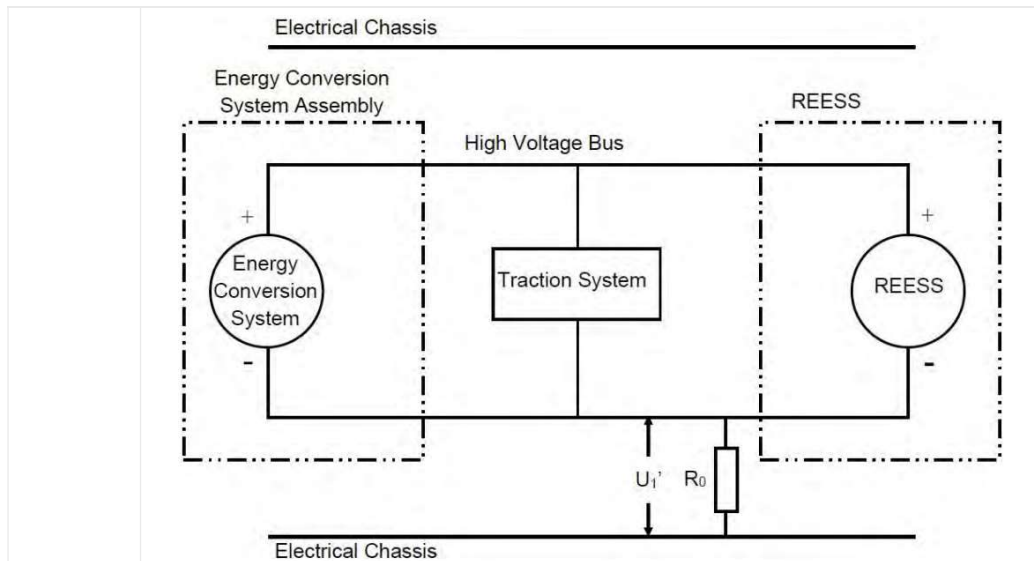 Electrical Chassis
Energy Conversion
System Assembly
REESS
High Voltage Bus
+
+
Energy
Conversion
System
Traction System
REESS
-
-
U₁’
R₀
Electrical Chassis